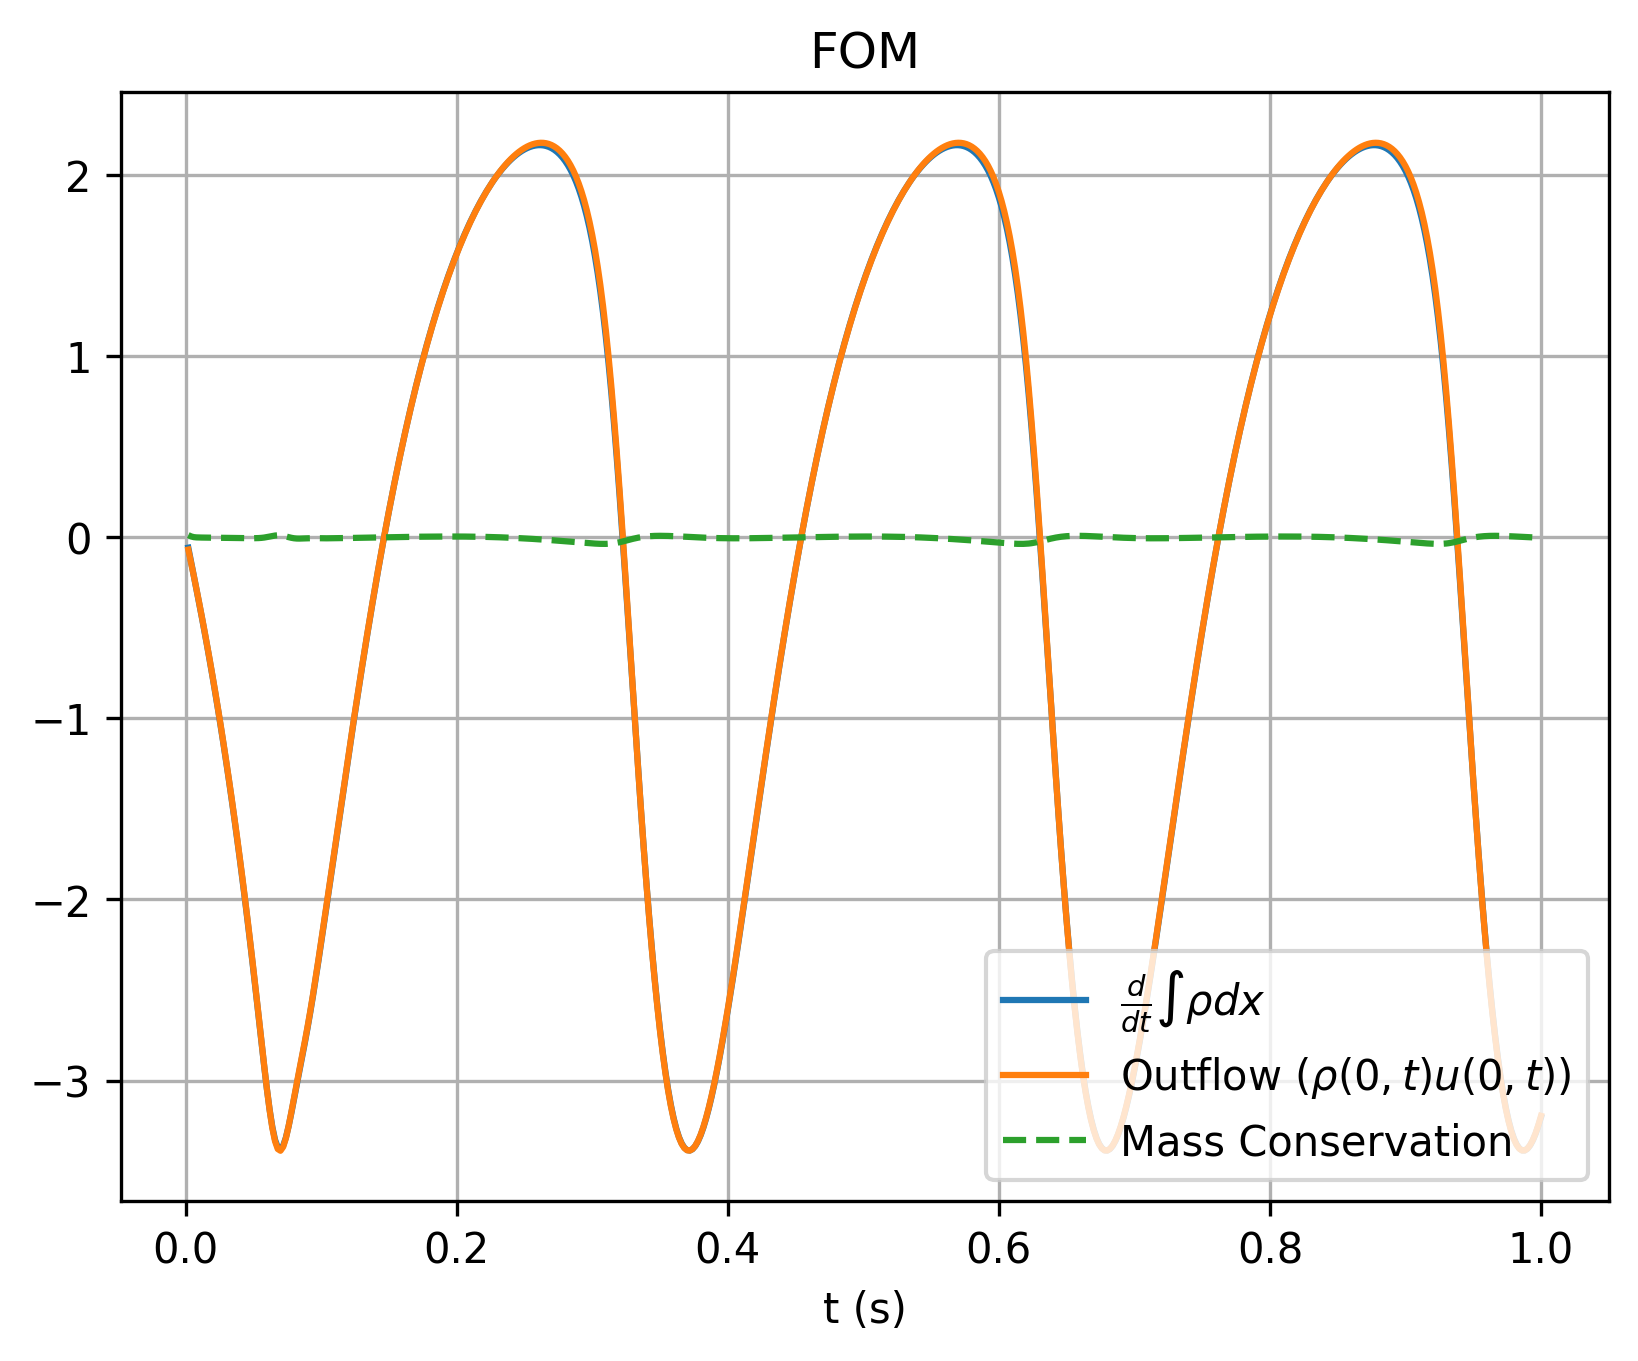 FOM
2
1
0
−1
−2
−3
d/dt ∫ρdx
Outflow (ρ(0, t)u(0, t))
Mass Conservation
0.0 0.2 0.4 0.6 0.8 1.0
t (s)